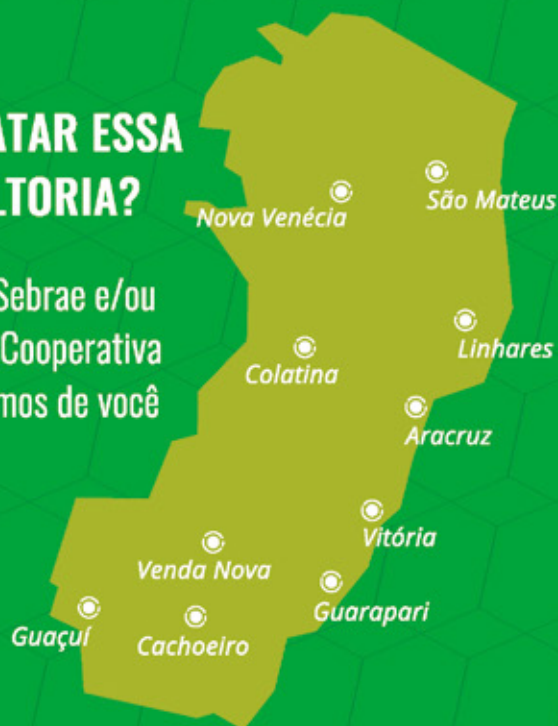 ATAR ESSA
LTORIA?
Sebrae e/ou
Cooperativa
mos de você
São Mateus
Nova Venécia
Linhares
Colatina
Aracruz
Vitória
Venda Nova
Guarapari
Guaçuí
Cachoeiro